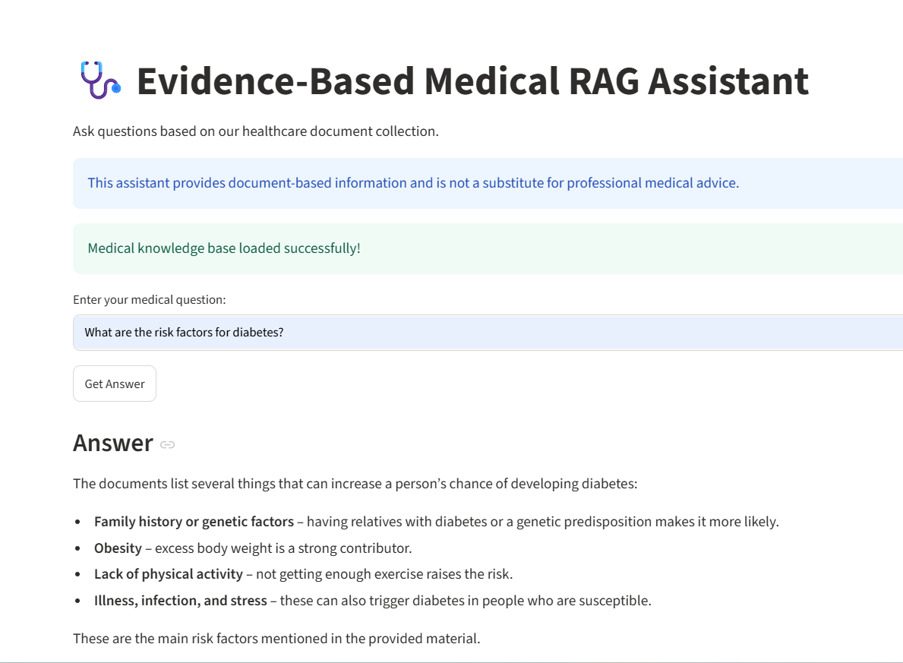 Evidence-Based Medical RAG Assistant
Ask questions based on our healthcare document collection.
This assistant provides document-based information and is not a substitute for professional medical advice.
Medical knowledge base loaded successfully!
Enter your medical question:
What are the risk factors for diabetes?
Get Answer
Answer
The documents list several things that can increase a person’s chance of developing diabetes:
• Family history or genetic factors – having relatives with diabetes or a genetic predisposition makes it more likely.
• Obesity – excess body weight is a strong contributor.
• Lack of physical activity – not getting enough exercise raises the risk.
• Illness, infection, and stress – these can also trigger diabetes in people who are susceptible.
These are the main risk factors mentioned in the provided material.